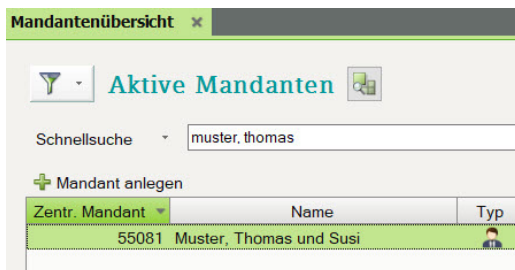 Mandantenübersicht ×
Aktive Mandanten
Schnellsuche muster, thomas
Mandant anlegen
Zentr. Mandant Name Typ
55081 Muster, Thomas und Susi